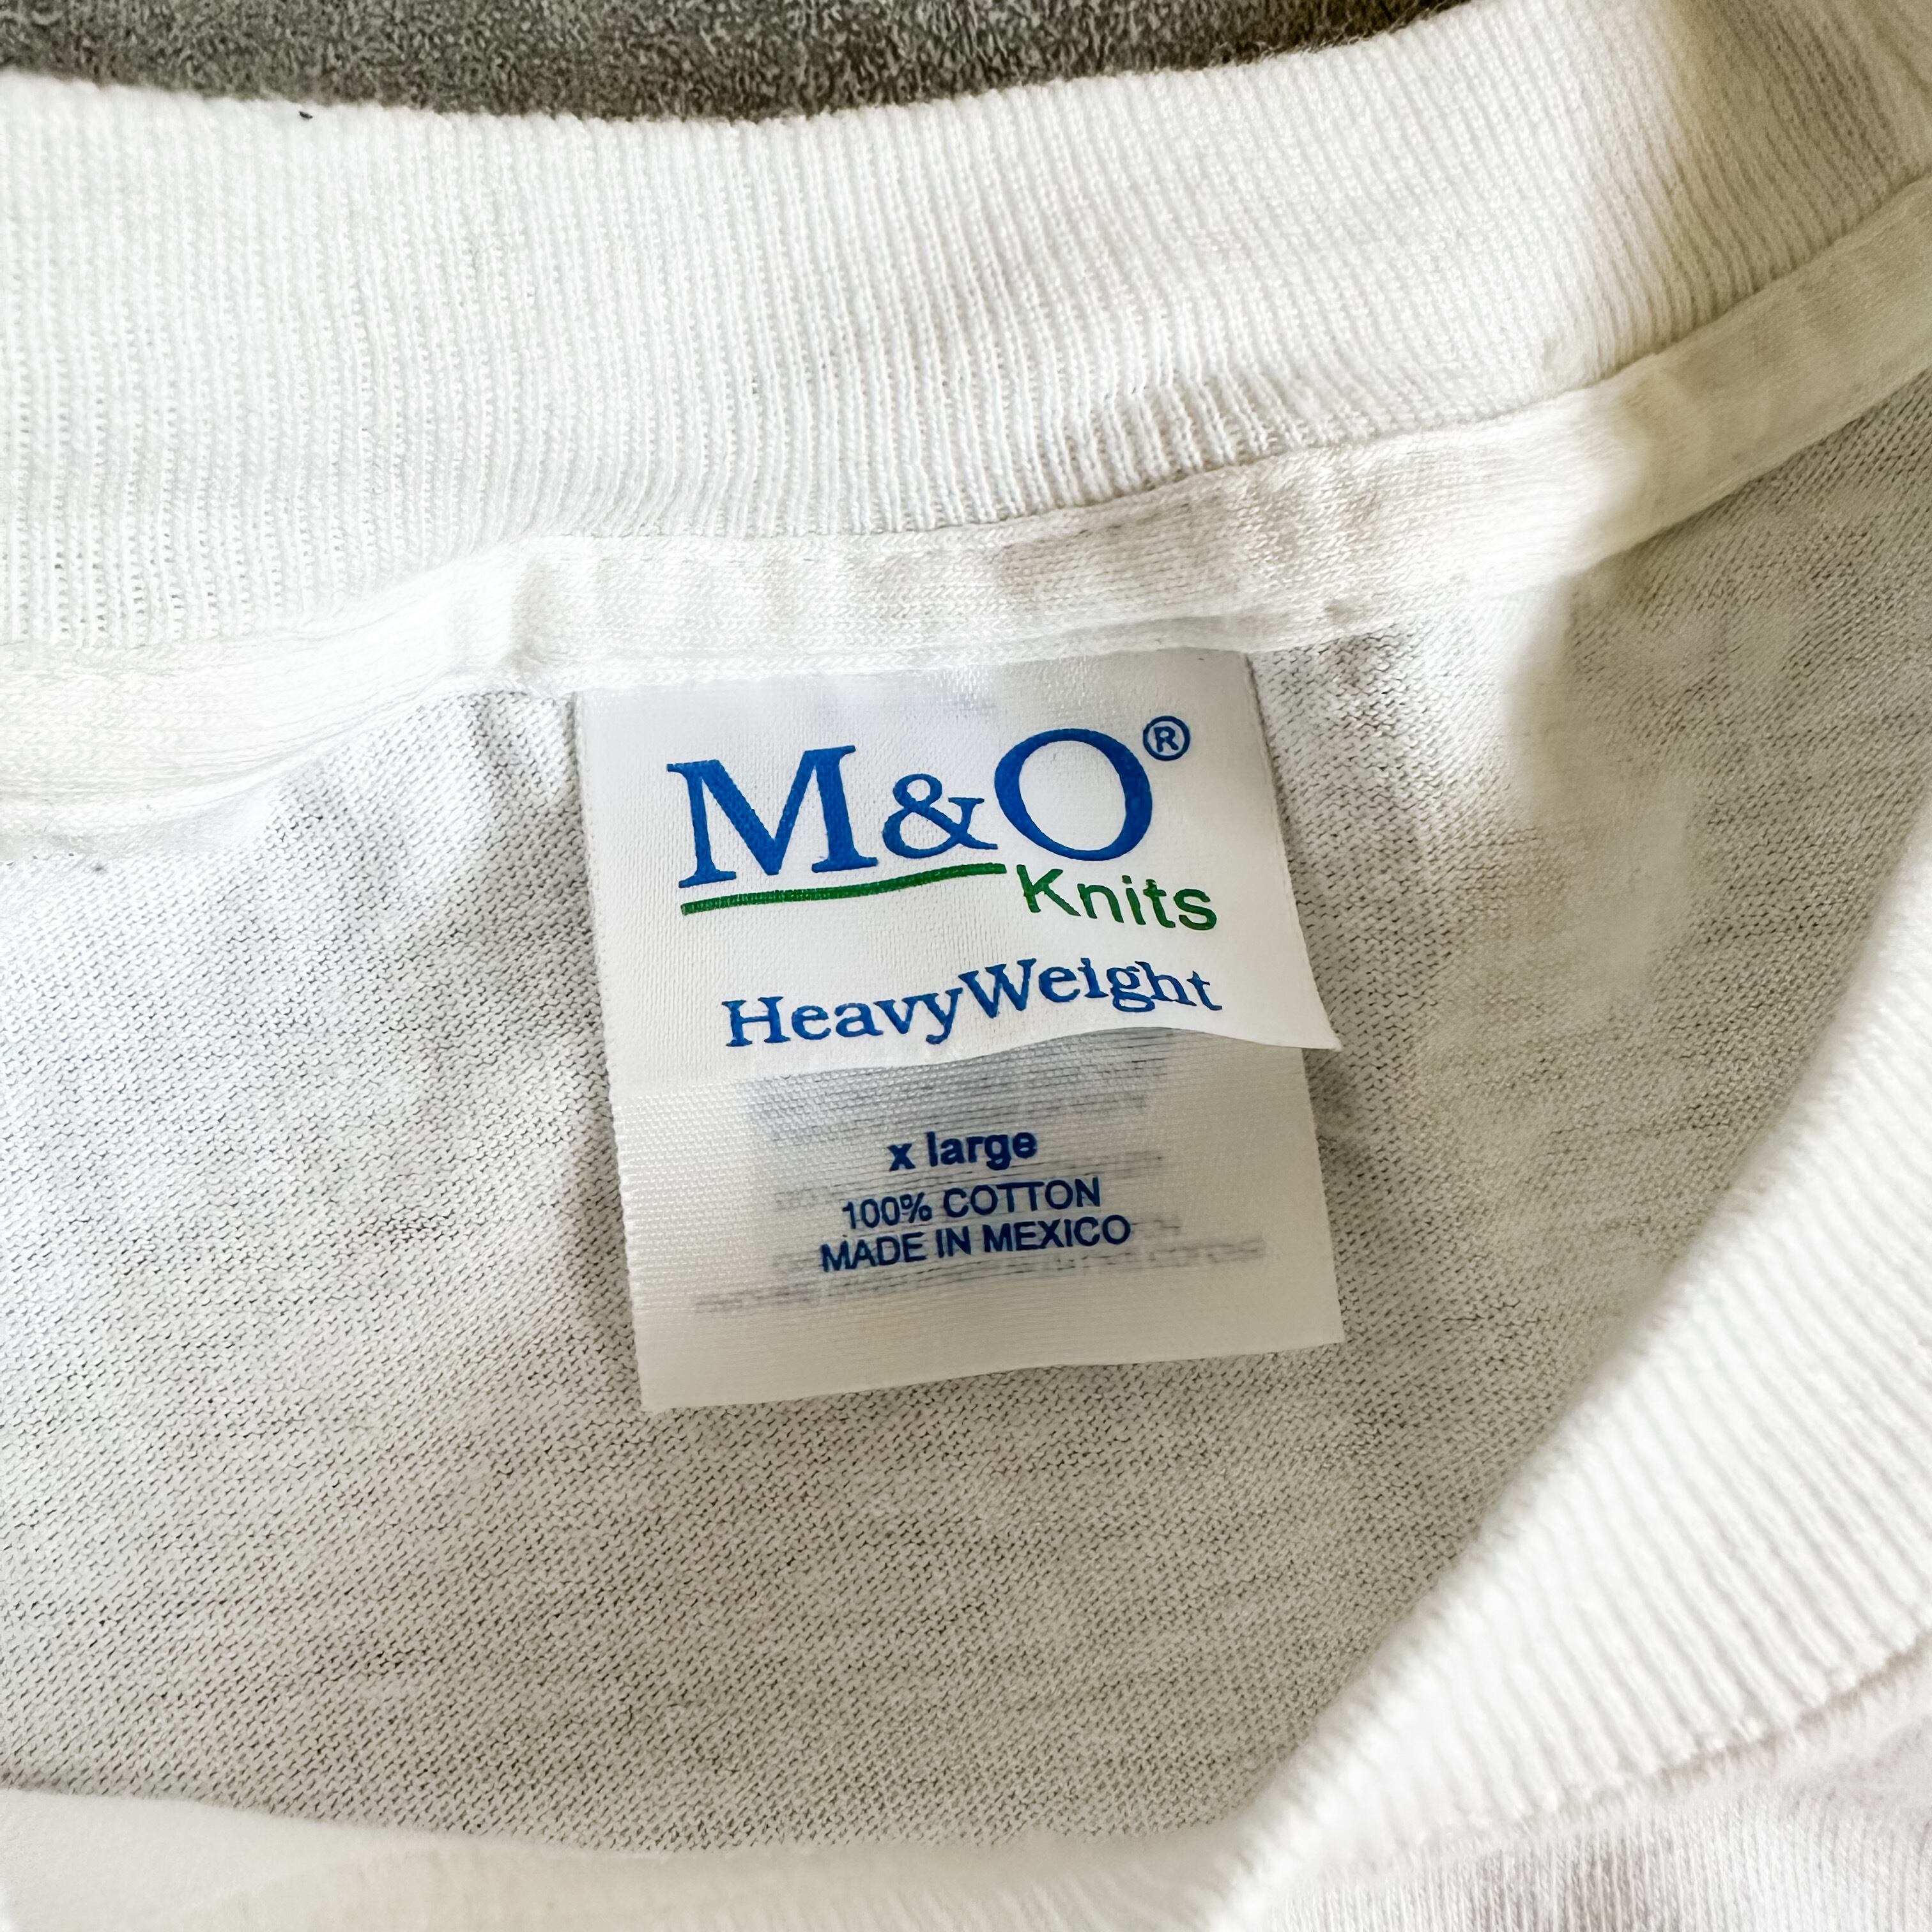 M&O®
Knits
HeavyWeight
x large
100% COTTON
MADE IN MEXICO